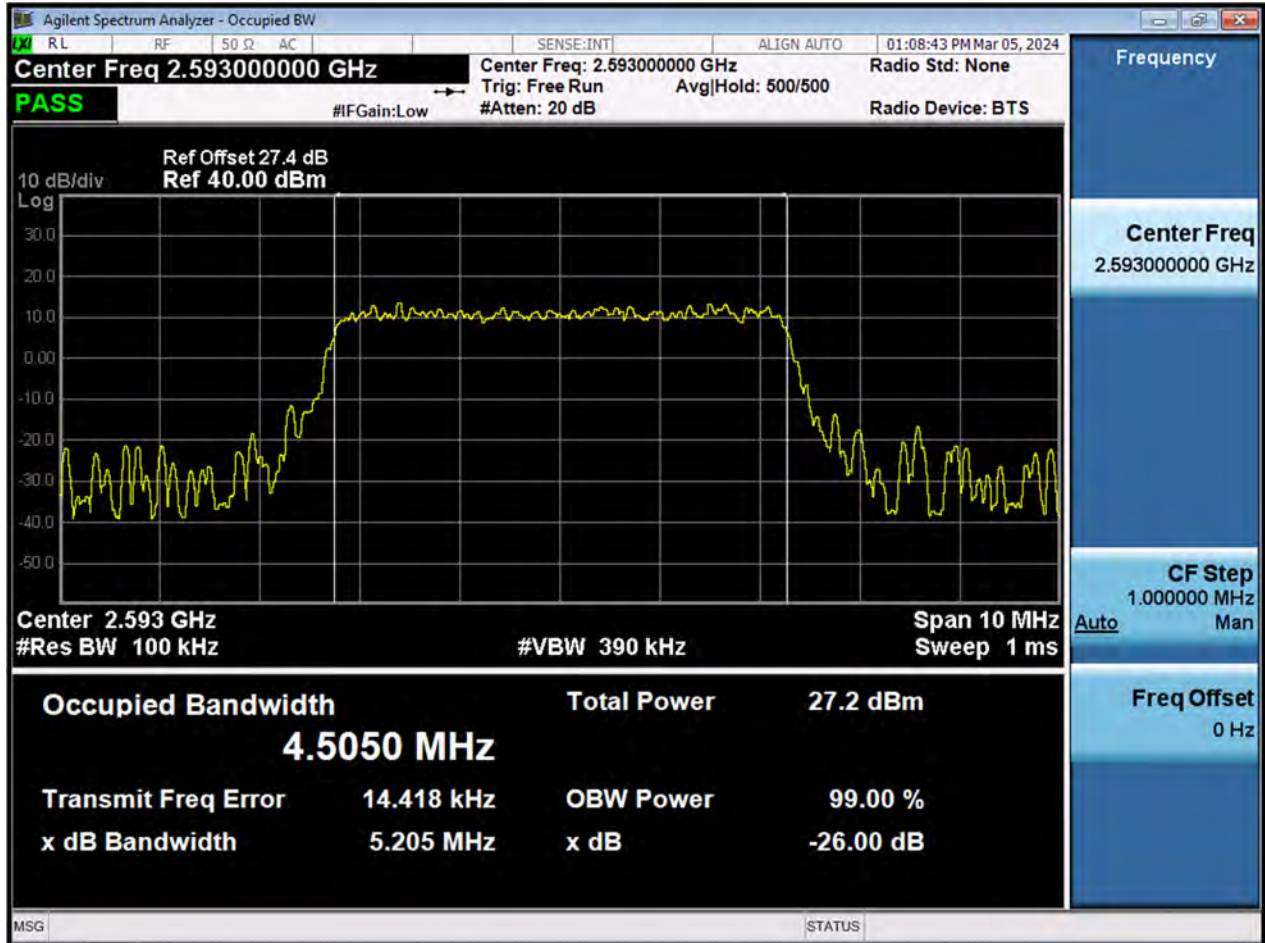 Agilent Spectrum Analyzer - Occupied BW
LXI RL RF 50 Ω AC SENSE:INT ALIGN AUTO 01:08:43 PM Mar 05, 2024
Center Freq 2.593000000 GHz
Center Freq: 2.593000000 GHz
Radio Std: None
Trig: Free Run Avg|Hold: 500/500
PASS
#IFGain:Low
#Atten: 20 dB
Radio Device: BTS
Ref Offset 27.4 dB
10 dB/div Ref 40.00 dBm
Log
30.0
20.0
10.0
0.00
-10.0
-20.0
-30.0
-40.0
-50.0
Center 2.593 GHz Span 10 MHz
#Res BW 100 kHz #VBW 390 kHz Sweep 1 ms
Occupied Bandwidth Total Power 27.2 dBm
4.5050 MHz
Transmit Freq Error 14.418 kHz OBW Power 99.00 %
x dB Bandwidth 5.205 MHz x dB -26.00 dB
Frequency
Center Freq
2.593000000 GHz
CF Step
1.000000 MHz
Auto Man
Freq Offset
0 Hz
MSG STATUS